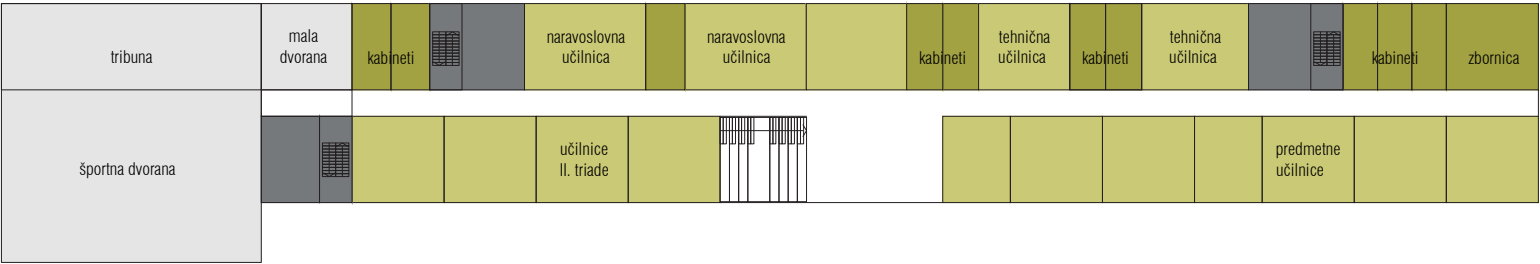 tribuna
mala
dvorana
kabineti
naravoslovna
učilnica
naravoslovna
učilnica
kabineti
tehnična
učilnica
kabineti
tehnična
učilnica
kabineti
zbornica
športna dvorana
učilnice
II. triade
predmetne
učilnice